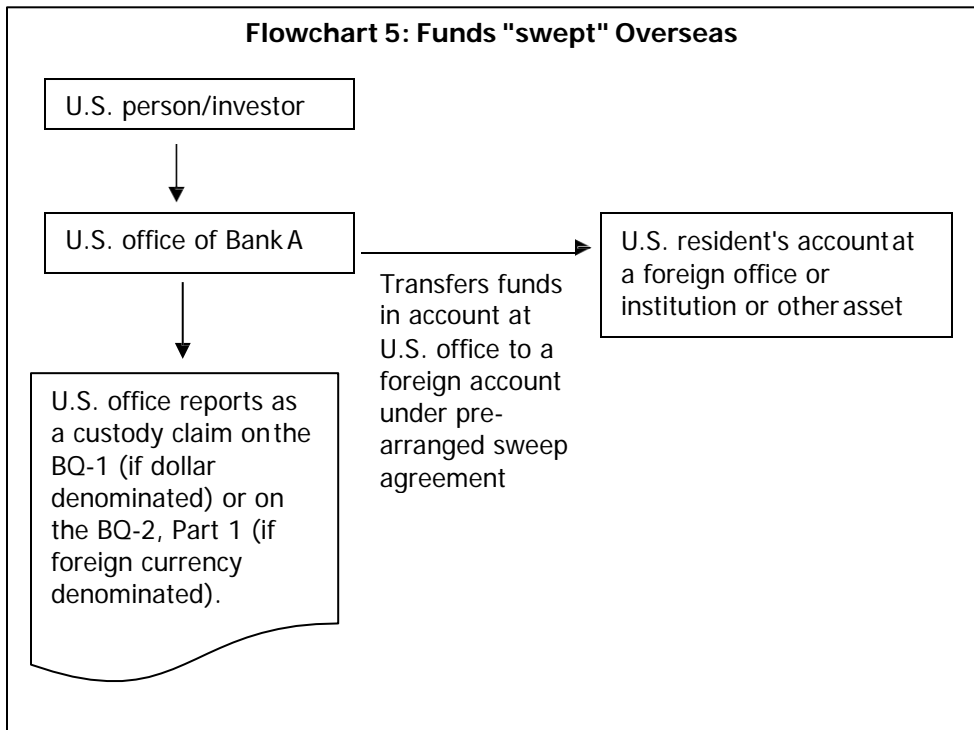 Flowchart 5: Funds "swept" Overseas
U.S. person/investor
U.S. office of Bank A
U.S. resident's account at
a foreign office or
institution or other asset
Transfers funds
in account at
U.S. office to a
foreign account
under pre-
arranged sweep
agreement
U.S. office reports as
a custody claim on the
BQ-1 (if dollar
denominated) or on
the BQ-2, Part 1 (if
foreign currency
denominated).